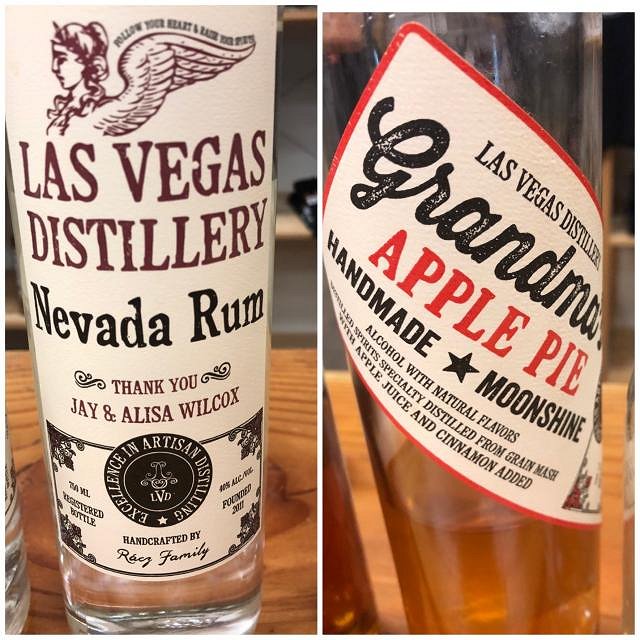 FOLLOW YOUR HEART & RAISE YOUR SPIRITS
LAS VEGAS
DISTILLERY
Nevada Rum
THANK YOU
JAY & ALISA WILCOX
EXCELLENCE IN ARTISAN DISTILLING
LVD
750 ML
REGISTERED
BOTTLE
40% ALC./VOL.
FOUNDED
2011
HANDCRAFTED BY
Rácz Family
LAS VEGAS DISTILLERY
Grandma
APPLE PIE
HANDMADE ★ MOONSHINE
ALCOHOL WITH NATURAL FLAVORS
DISTILLED SPIRITS SPECIALTY DISTILLED FROM GRAIN MASH
WITH APPLE JUICE AND CINNAMON ADDED